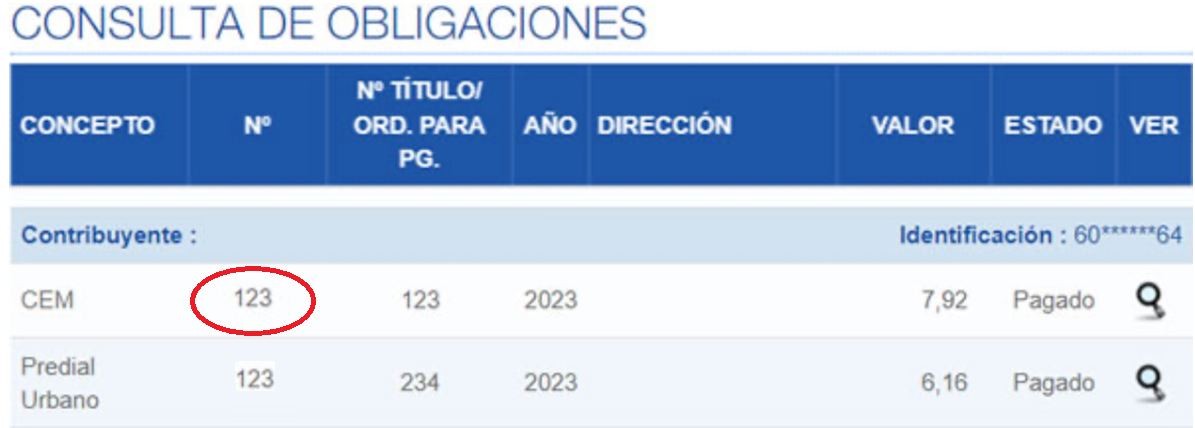 CONSULTA DE OBLIGACIONES
CONCEPTO Nº Nº TÍTULO/ ORD. PARA PG. AÑO DIRECCIÓN VALOR ESTADO VER
Contribuyente : Identificación : 60******64
CEM 123 123 2023 7,92 Pagado
Predial Urbano 123 234 2023 6,16 Pagado